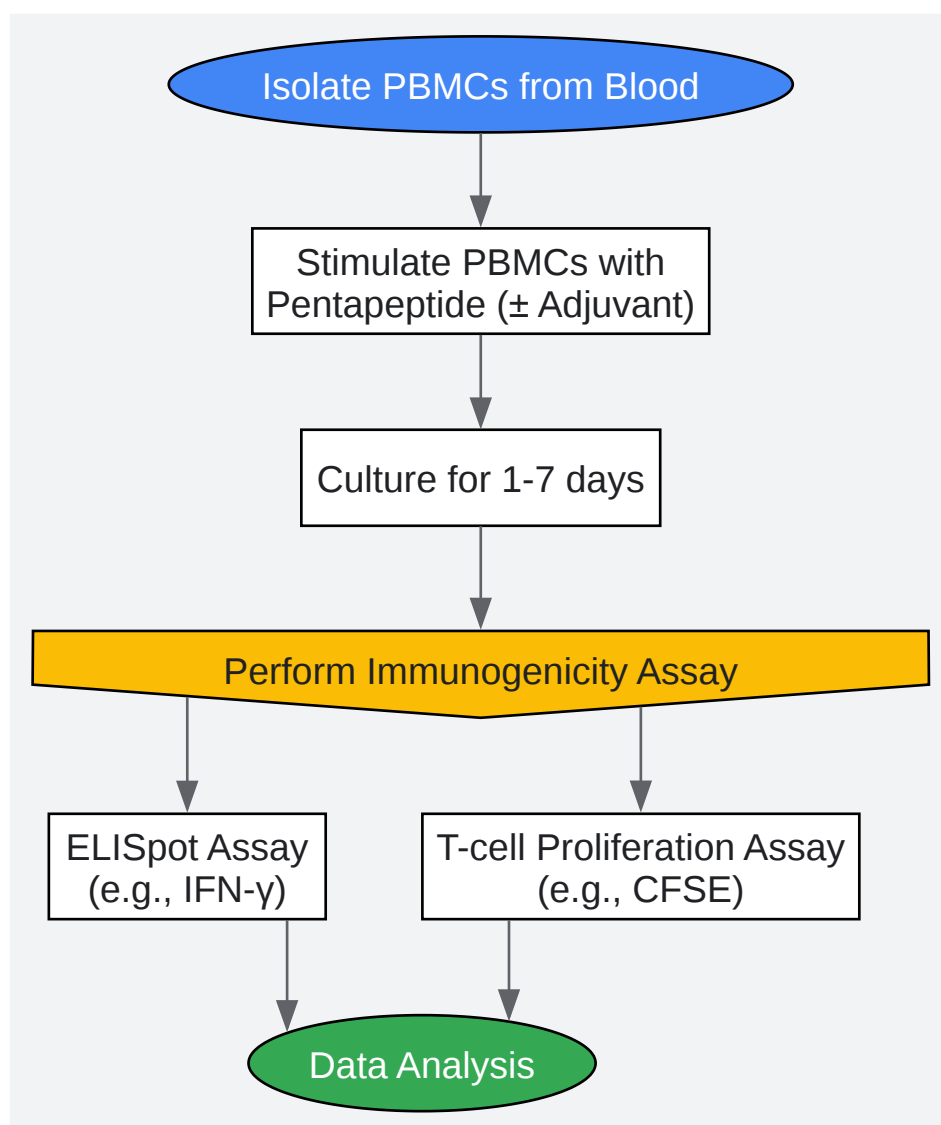 Isolate PBMCs from Blood
Stimulate PBMCs with
Pentapeptide (± Adjuvant)
Culture for 1-7 days
Perform Immunogenicity Assay
ELISpot Assay
(e.g., IFN-γ)
T-cell Proliferation Assay
(e.g., CFSE)
Data Analysis